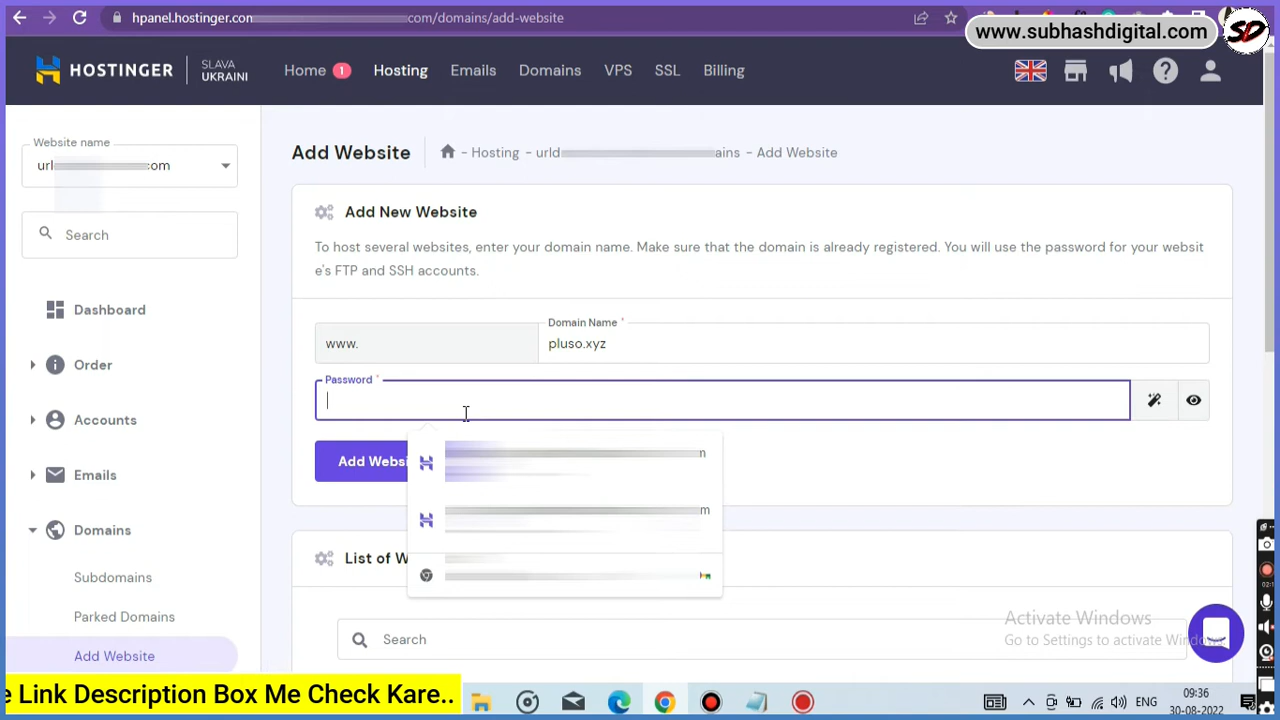 hpanel.hostinger.con com/domains/add-website
www.subhashdigital.com
SD
HOSTINGER
SLAVA
UKRAINI
Home 1 Hosting Emails Domains VPS SSL Billing
Website name
url om
Search
Dashboard
Order
Accounts
Emails
Domains
Subdomains
Parked Domains
Add Website
Add Website
- Hosting - urld ains - Add Website
Add New Website
To host several websites, enter your domain name. Make sure that the domain is already registered. You will use the password for your websit
e's FTP and SSH accounts.
Domain Name *
www. pluso.xyz
Password *
Add Websi
n
m
List of W
Search
Activate Windows
Go to Settings to activate Windows.
e Link Description Box Me Check Kare..
ENG
09:36
30-08-2022